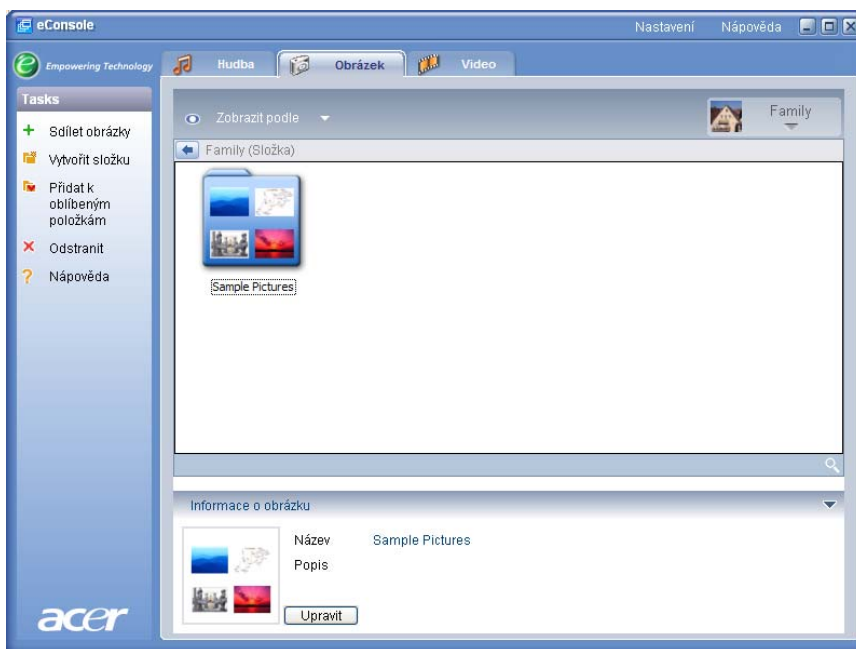 eConsole
Nastavení Nápověda
Empowering Technology
Hudba Obrázek Video
Tasks
Sdílet obrázky
Vytvořit složku
Přidat k
oblíbeným
položkám
Odstranit
Nápověda
Zobrazit podle
Family
Family (Složka)
Sample Pictures
Informace o obrázku
Název Sample Pictures
Popis
Upravit
acer